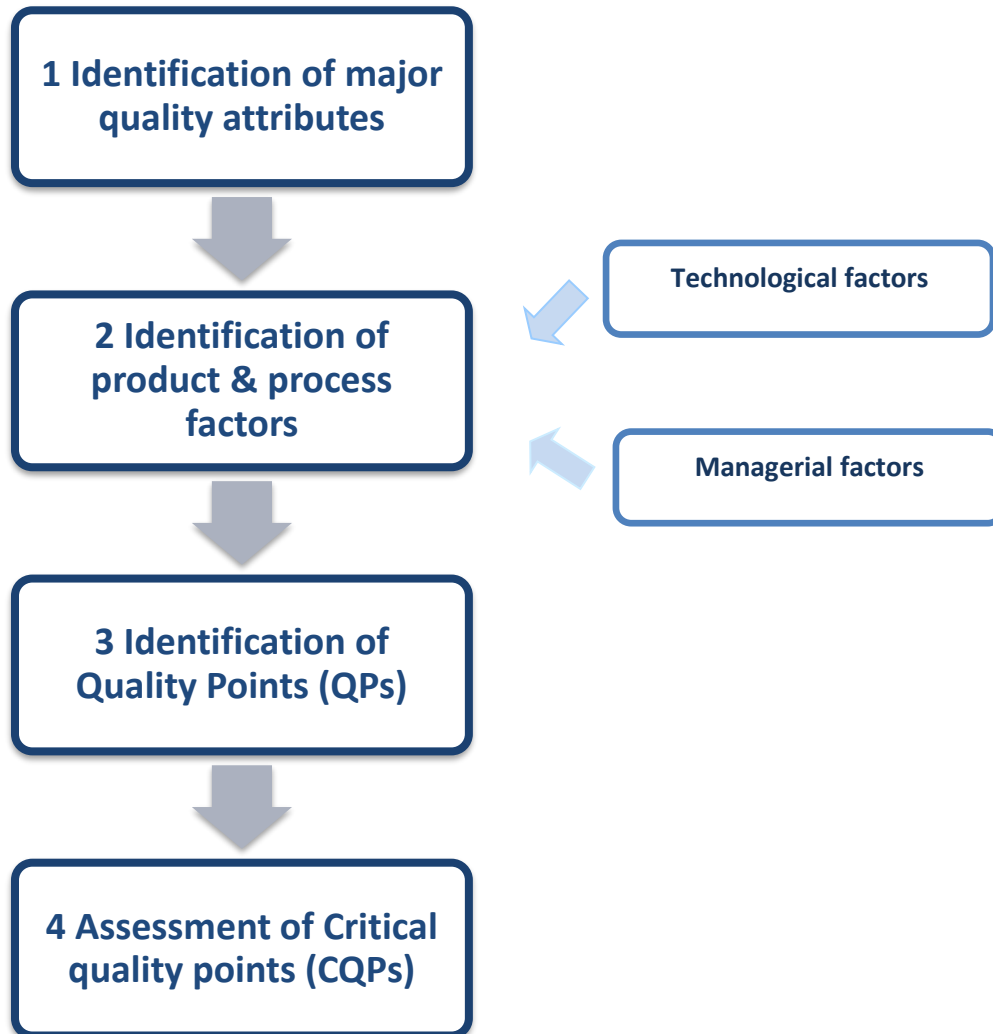 1 Identification of major
quality attributes
Technological factors
2 Identification of
product & process
factors
Managerial factors
3 Identification of
Quality Points (QPs)
4 Assessment of Critical
quality points (CQPs)